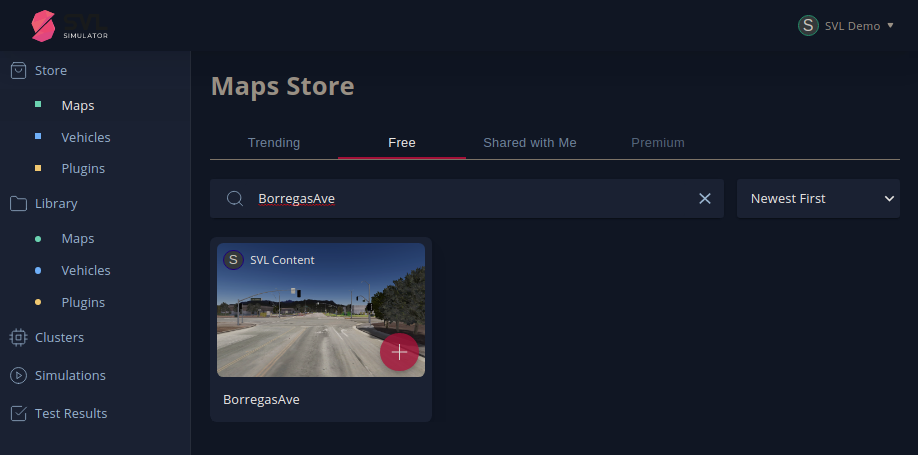 SVL
SIMULATOR
S SVL Demo
Store
Maps
Vehicles
Plugins
Library
Maps
Vehicles
Plugins
Clusters
Simulations
Test Results
Maps Store
Trending Free Shared with Me Premium
BorregasAve
Newest First
S SVL Content
BorregasAve